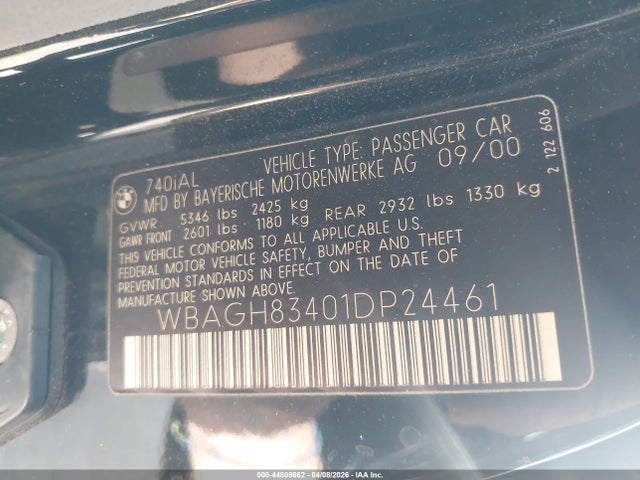 740iAL VEHICLE TYPE: PASSENGER CAR
MFD BY BAYERISCHE MOTORENWERKE AG 09/00
GVWR. 5346 lbs 2425 kg
GAWR FRONT 2601 lbs - 1180 kg REAR 2932 lbs 1330 kg
THIS VEHICLE CONFORMS TO ALL APPLICABLE U.S.
FEDERAL MOTOR VEHICLE SAFETY, BUMPER AND THEFT
PREVENTION STANDARDS IN EFFECT ON THE DATE OF
MANUFACTURE SHOWN ABOVE.
WBAGH83401DP24461
2 122 606
000-44808662 - 04/08/2026 - IAA Inc.